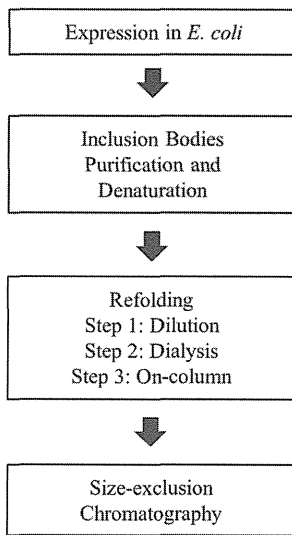 Expression in E. coli
Inclusion Bodies
Purification and
Denaturation
Refolding
Step 1: Dilution
Step 2: Dialysis
Step 3: On-column
Size-exclusion
Chromatography